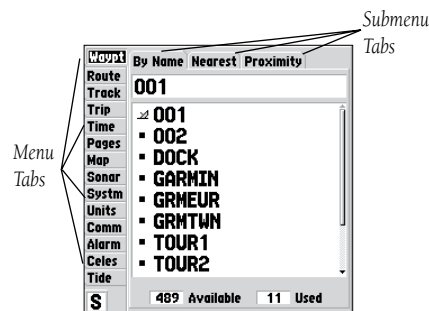 Submenu
Tabs
Waypt
By Name Nearest Proximity
Route
Track
Trip
Time
Pages
Map
Sonar
Systm
Units
Comm
Alarm
Celes
Tide
S
001
001
002
DOCK
GARMIN
GRMEUR
GRMTWN
TOUR1
TOUR2
489 Available 11 Used
Menu
Tabs